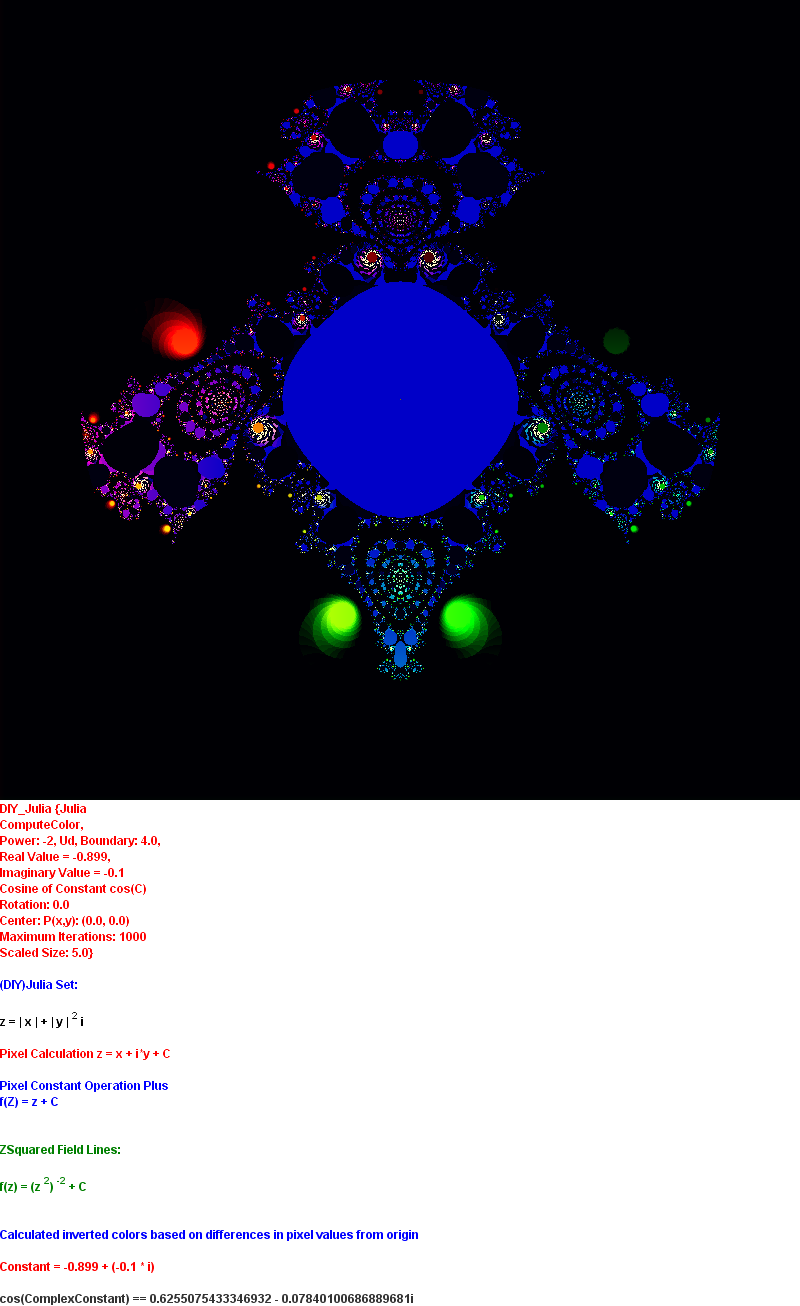 DIY_Julia {Julia
ComputeColor,
Power: -2, Ud, Boundary: 4.0,
Real Value = -0.899,
Imaginary Value = -0.1
Cosine of Constant cos(C)
Rotation: 0.0
Center: P(x,y): (0.0, 0.0)
Maximum Iterations: 1000
Scaled Size: 5.0}
(DIY)Julia Set:
z = | x | + | y | 2 i
Pixel Calculation z = x + i*y + C
Pixel Constant Operation Plus
f(Z) = z + C
ZSquared Field Lines:
f(z) = (z 2) -2 + C
Calculated inverted colors based on differences in pixel values from origin
Constant = -0.899 + (-0.1 * i)
cos(ComplexConstant) == 0.6255075433346932 - 0.07840100686889681i